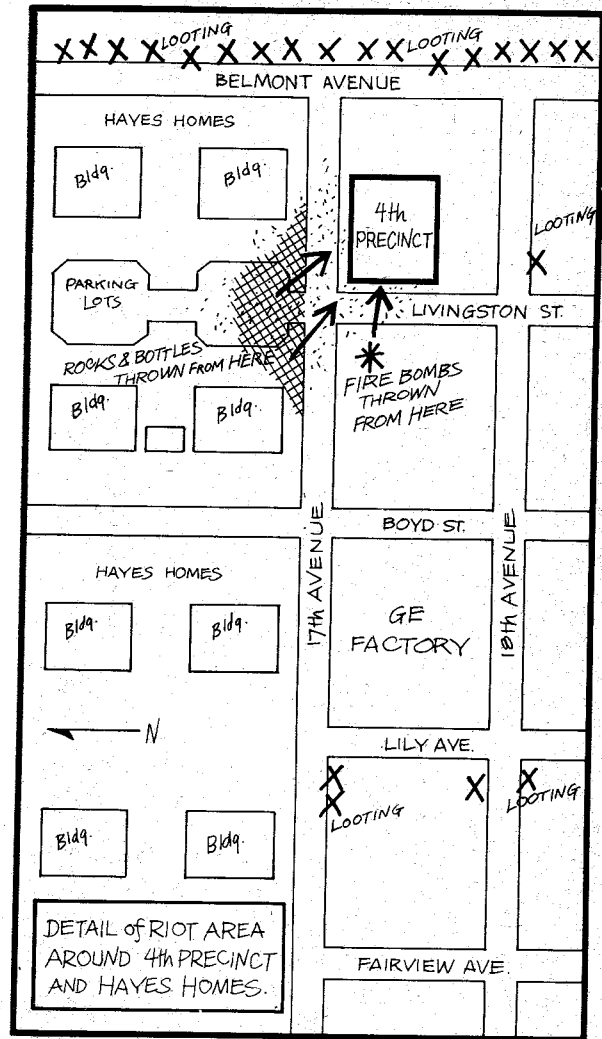 LOOTING
LOOTING
BELMONT AVENUE
HAYES HOMES
Bldg.
Bldg.
4th
PRECINCT
LOOTING
PARKING
LOTS
LIVINGSTON ST.
ROCKS & BOTTLES
THROWN FROM HERE
FIRE BOMBS
THROWN
FROM HERE
Bldg.
Bldg.
17th AVENUE
BOYD ST.
18th AVENUE
HAYES HOMES
Bldg.
Bldg.
GE
FACTORY
N
LILY AVE.
LOOTING
LOOTING
Bldg.
Bldg.
DETAIL of RIOT AREA
AROUND 4th PRECINCT
AND HAYES HOMES.
FAIRVIEW AVE.